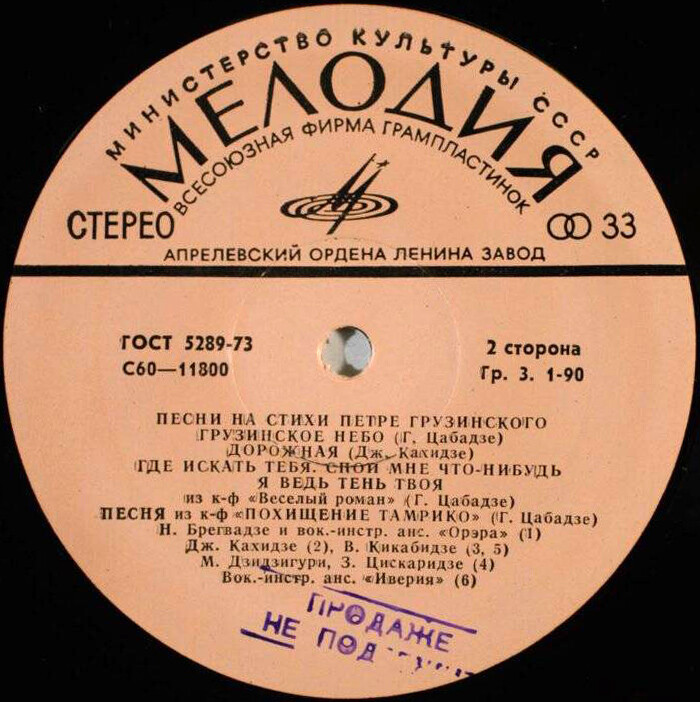 МИНИСТЕРСТВО КУЛЬТУРЫ СССР
МЕЛОДИЯ
ВСЕСОЮЗНАЯ ФИРМА ГРАМПЛАСТИНОК
СТЕРЕО
33
АПРЕЛЕВСКИЙ ОРДЕНА ЛЕНИНА ЗАВОД
ГОСТ 5289-73
С60—11800
2 сторона
Гр. 3. 1-90
ПЕСНИ НА СТИХИ ПЕТРЕ ГРУЗИНСКОГО
ГРУЗИНСКОЕ НЕБО (Г. Цабадзе)
ДОРОЖНАЯ (Дж. Кахидзе)
ГДЕ ИСКАТЬ ТЕБЯ. СПОЙ МНЕ ЧТО-НИБУДЬ
Я ВЕДЬ ТЕНЬ ТВОЯ
из к-ф «Веселый роман» (Г. Цабадзе)
ПЕСНЯ из к-ф «ПОХИЩЕНИЕ ТАМРИКО» (Г. Цабадзе)
Н. Брегвадзе и вок.-инстр. анс. «Орэра» (1)
Дж. Кахидзе (2), В. Кикабидзе (3, 5)
М. Дзидзигури, З. Цискаридзе (4)
Вок.-инстр. анс. «Иверия» (6)
ПРОДАЖЕ
НЕ